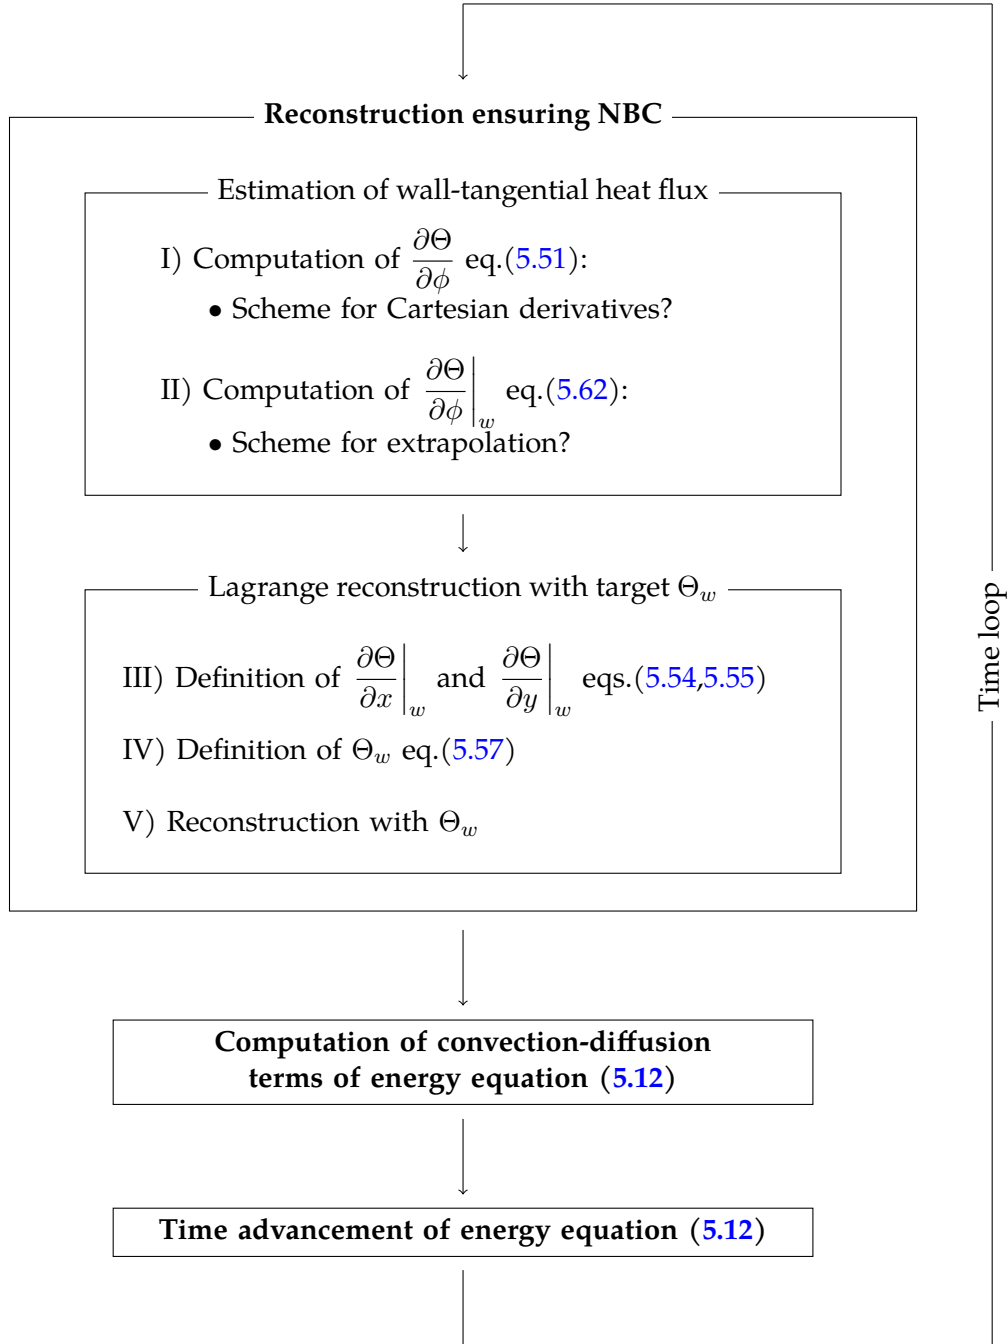 Reconstruction ensuring NBC
Estimation of wall-tangential heat flux
I) Computation of ∂Θ/∂ϕ eq.(5.51):
• Scheme for Cartesian derivatives?
II) Computation of ∂Θ/∂ϕ|w eq.(5.62):
• Scheme for extrapolation?
Lagrange reconstruction with target Θw
III) Definition of ∂Θ/∂x|w and ∂Θ/∂y|w eqs.(5.54,5.55)
IV) Definition of Θw eq.(5.57)
V) Reconstruction with Θw
Time loop
Computation of convection-diffusion
terms of energy equation (5.12)
Time advancement of energy equation (5.12)